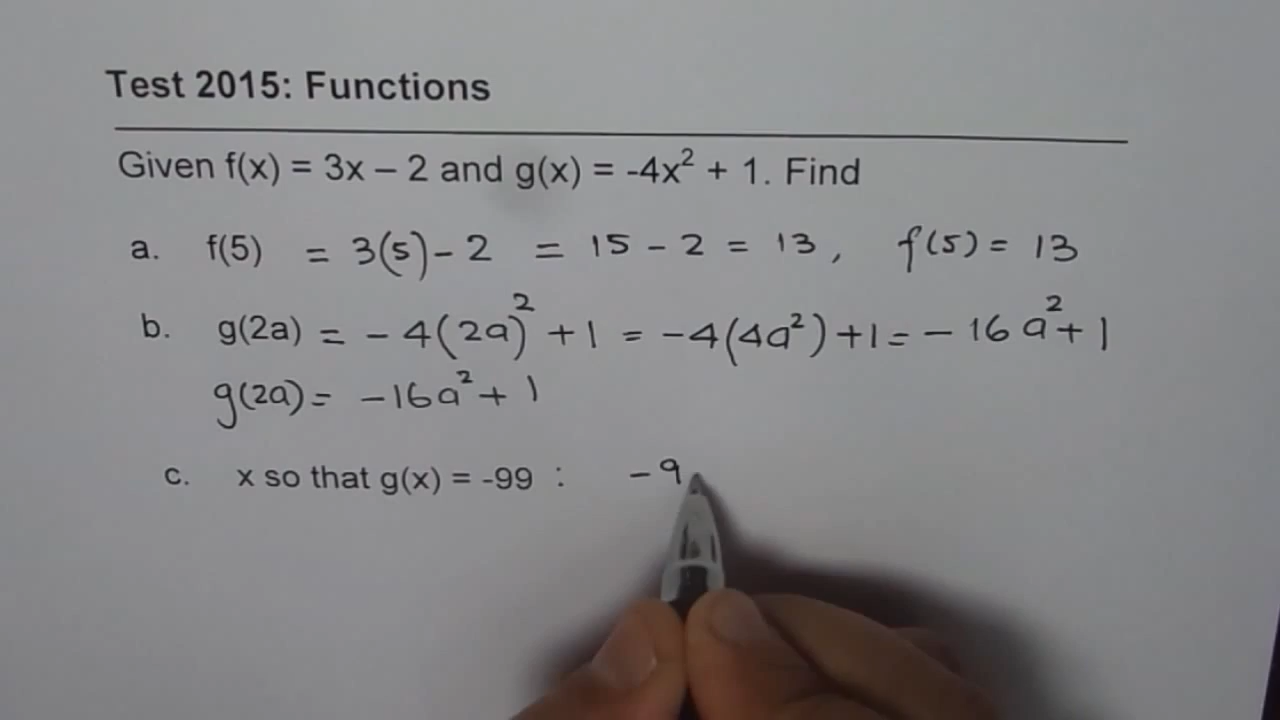 Test 2015: Functions
Given f(x) = 3x – 2 and g(x) = -4x² + 1. Find
a. f(5) = 3(5) - 2 = 15 - 2 = 13, f(5) = 13
b. g(2a) = -4(2a)² + 1 = -4(4a²) + 1 = -16a² + 1
g(2a) = -16a² + 1
c. x so that g(x) = -99 : -9